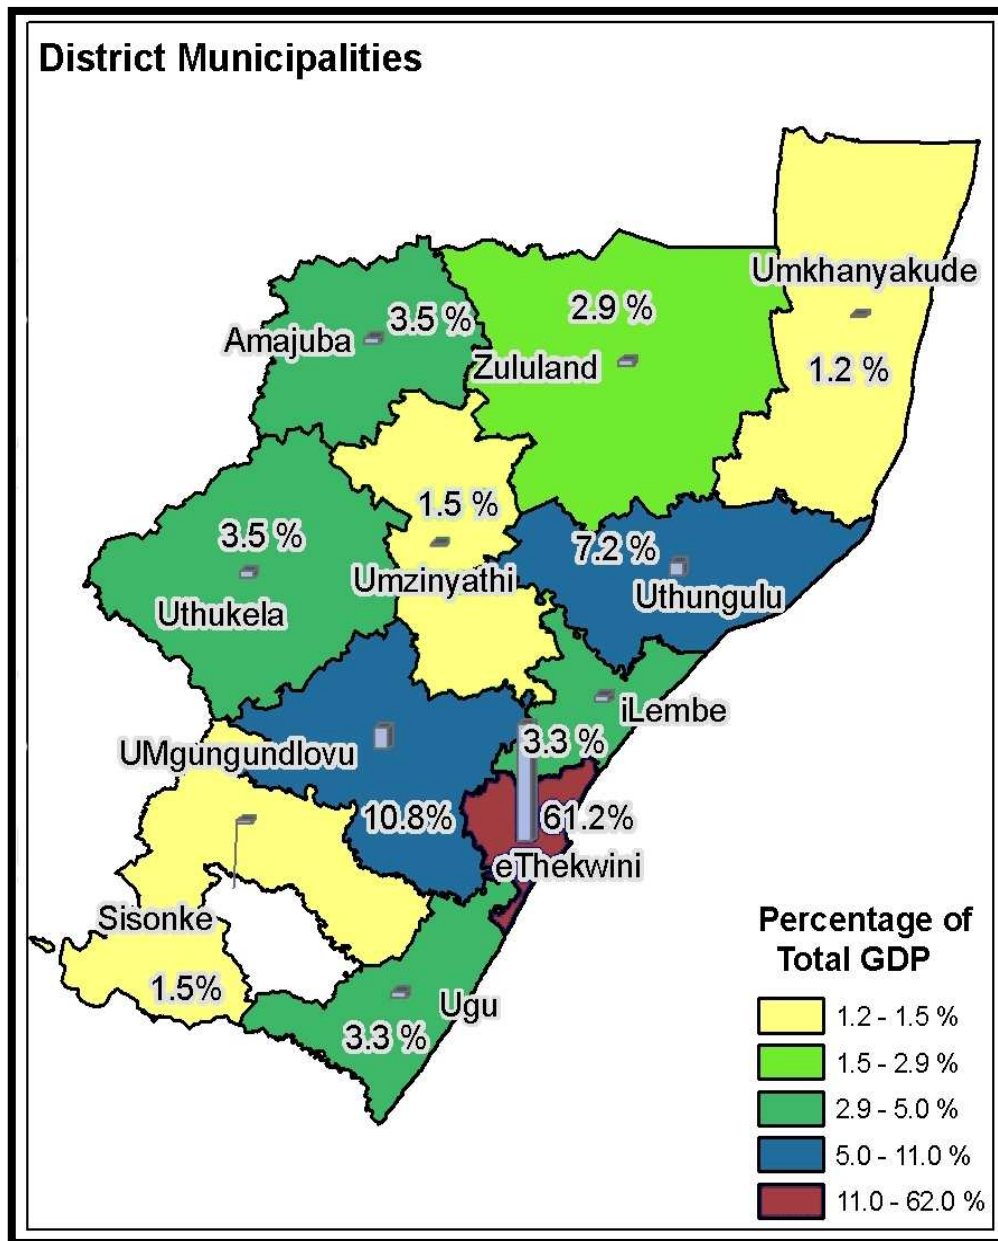 District Municipalities
Umkhanyakude
2.9 %
3.5 %
Amajuba
Zululand
1.2 %
1.5 %
3.5 %
7.2 %
Umzinyathi
Uthukela
Uthungulu
iLembe
UMgungundlovu
3.3 %
10.8%
61.2%
eThekwini
Sisonke
1.5%
Ugu
3.3 %
Percentage of
Total GDP
1.2 - 1.5 %
1.5 - 2.9 %
2.9 - 5.0 %
5.0 - 11.0 %
11.0 - 62.0 %